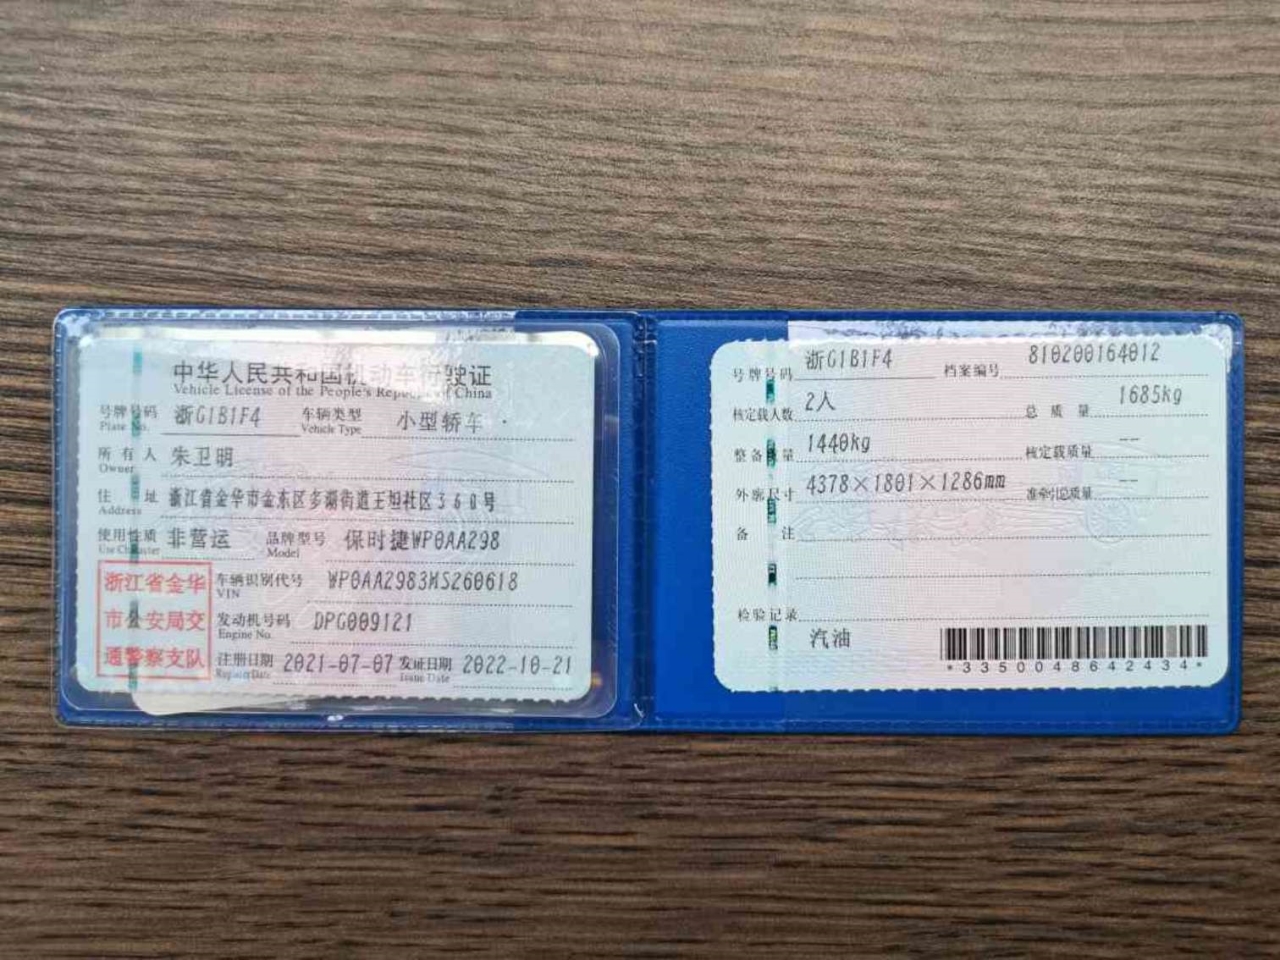 中华人民共和国机动车行驶证
Vehicle License of the People's Republic of China
号牌号码 浙G1B1F4 车辆类型 小型轿车
Plate No. Vehicle Type
所有人 朱卫明
Owner
住址 浙江省金华市金东区多湖街道王坦社区360号
Address
使用性质 非营运 品牌型号 保时捷WP0AA298
Use Character Model
浙江省金华
市公安局交
通警察支队
车辆识别代号 WP0AA2983MS260618
VIN
发动机号码 DPG009121
Engine No.
注册日期 2021-07-07 发证日期 2022-10-21
Register Date Issue Date
号牌号码 浙G1B1F4 档案编号 810200164012
核定载人数 2人 总质量 1685kg
整备质量 1440kg 核定载质量 --
外廓尺寸 4378×1801×1286mm 准牵引总质量 --
备注
检验记录
汽油
*3350048642434*